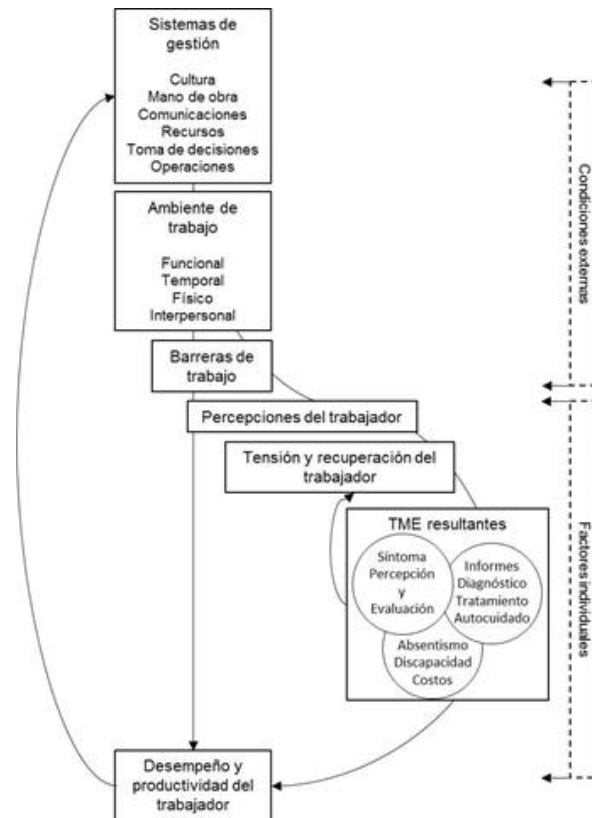 Sistemas de
gestión
Cultura
Mano de obra
Comunicaciones
Recursos
Toma de decisiones
Operaciones
Ambiente de
trabajo
Funcional
Temporal
Físico
Interpersonal
Barreras de
trabajo
Percepciones del trabajador
Tensión y recuperación del
trabajador
TME resultantes
Síntoma
Percepción
y
Evaluación
Informes
Diagnóstico
Tratamiento
Autocuidado
Absentismo
Discapacidad
Costos
Desempeño y
productividad del
trabajador
Condiciones externas
Factores individuales